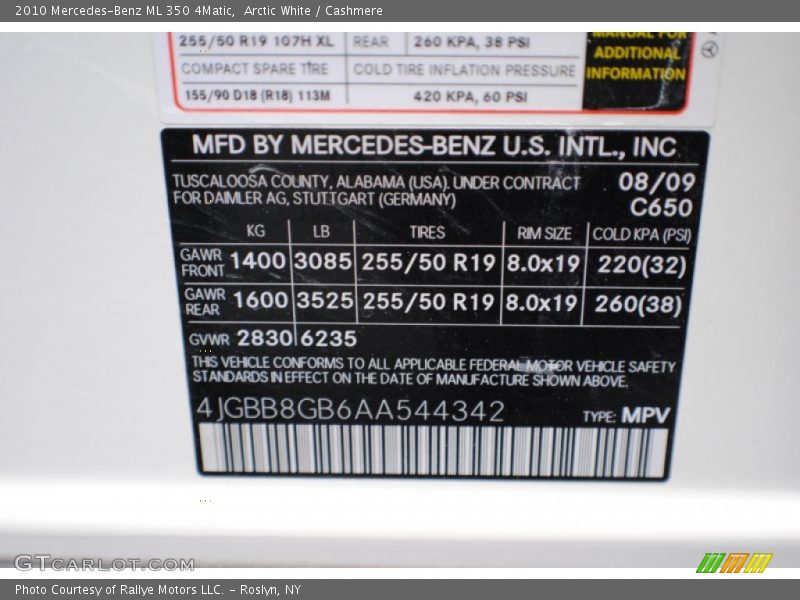 2010 Mercedes-Benz ML 350 4Matic,  Arctic White / Cashmere
255/50 R19 107H XL REAR 260 KPA, 38 PSI
COMPACT SPARE TIRE COLD TIRE INFLATION PRESSURE
155/90 D18 (R18) 113M 420 KPA, 60 PSI
MANUAL FOR
ADDITIONAL
INFORMATION
MFD BY MERCEDES-BENZ U.S. INTL., INC
TUSCALOOSA COUNTY, ALABAMA (USA). UNDER CONTRACT 08/09
FOR DAIMLER AG, STUTTGART (GERMANY) C650
KG LB TIRES RIM SIZE COLD KPA (PSI)
GAWR FRONT 1400 3085 255/50 R19 8.0x19 220(32)
GAWR REAR 1600 3525 255/50 R19 8.0x19 260(38)
GVWR 2830 6235
THIS VEHICLE CONFORMS TO ALL APPLICABLE FEDERAL MOTOR VEHICLE SAFETY
STANDARDS IN EFFECT ON THE DATE OF MANUFACTURE SHOWN ABOVE.
4JGBB8GB6AA544342 TYPE: MPV
GTcarlot.com
Photo Courtesy of Rallye Motors LLC. - Roslyn, NY